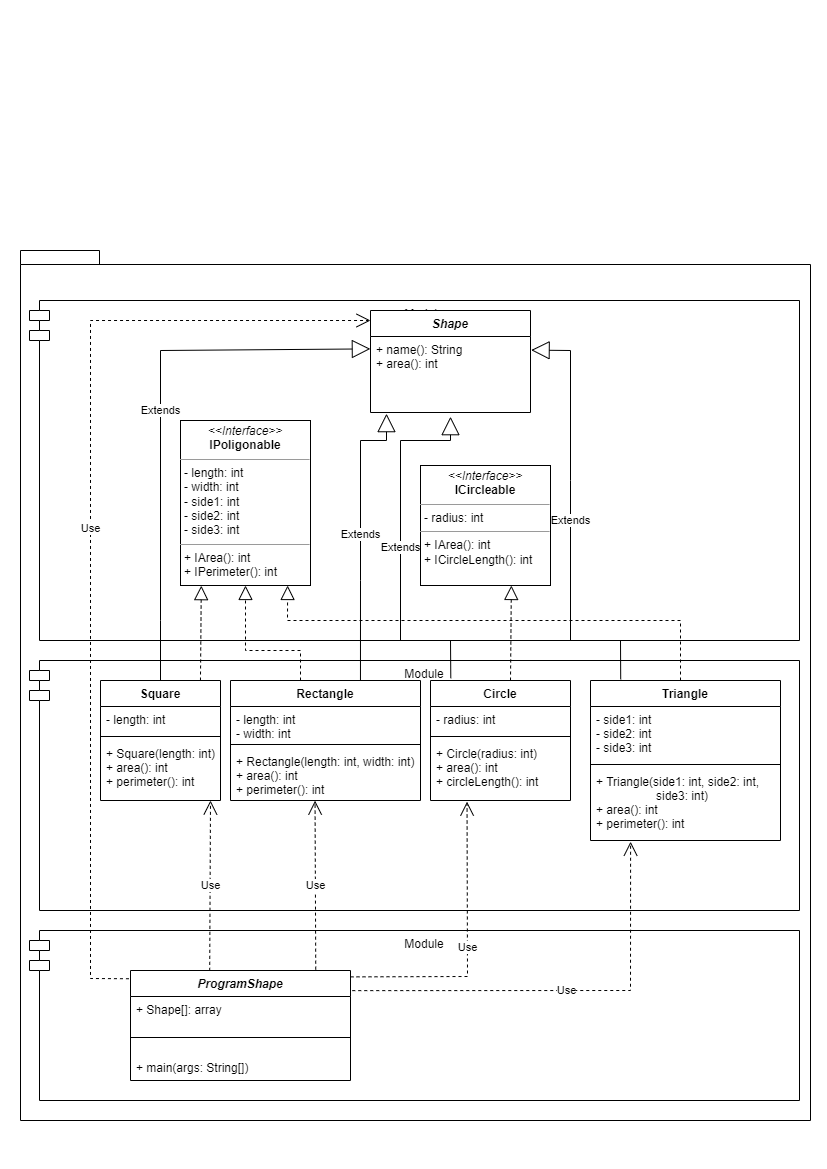 Shape
+ name(): String
+ area(): int
Extends
<<Interface>>
IPoligonable
- length: int
- width: int
- side1: int
- side2: int
- side3: int
+ IArea(): int
+ IPerimeter(): int
<<Interface>>
ICircleable
- radius: int
+ IArea(): int
+ ICircleLength(): int
Use
Extends
Extends
Extends
Module
Square
- length: int
+ Square(length: int)
+ area(): int
+ perimeter(): int
Rectangle
- length: int
- width: int
+ Rectangle(length: int, width: int)
+ area(): int
+ perimeter(): int
Circle
- radius: int
+ Circle(radius: int)
+ area(): int
+ circleLength(): int
Triangle
- side1: int
- side2: int
- side3: int
+ Triangle(side1: int, side2: int,
side3: int)
+ area(): int
+ perimeter(): int
Use
Use
Module
Use
Use
ProgramShape
+ Shape[]: array
+ main(args: String[])